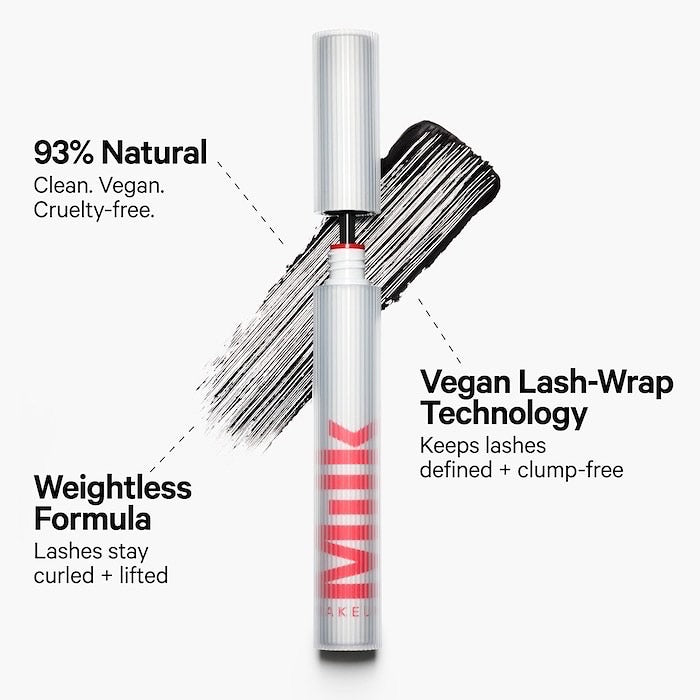 93% Natural
Clean. Vegan.
Cruelty-free.
Vegan Lash-Wrap
Technology
Keeps lashes
defined + clump-free
Weightless
Formula
Lashes stay
curled + lifted
Milk
AKEU